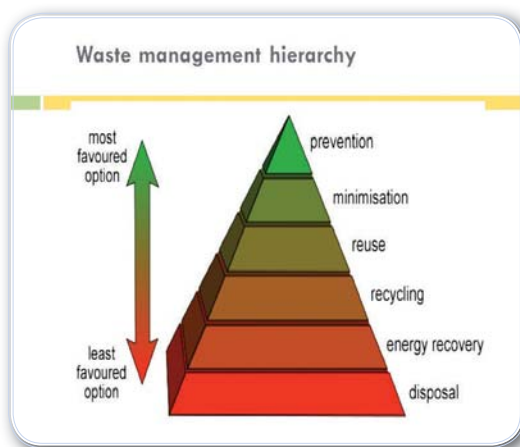 Waste management hierarchy
most
favoured
option
prevention
minimisation
reuse
recycling
energy recovery
disposal
least
favoured
option